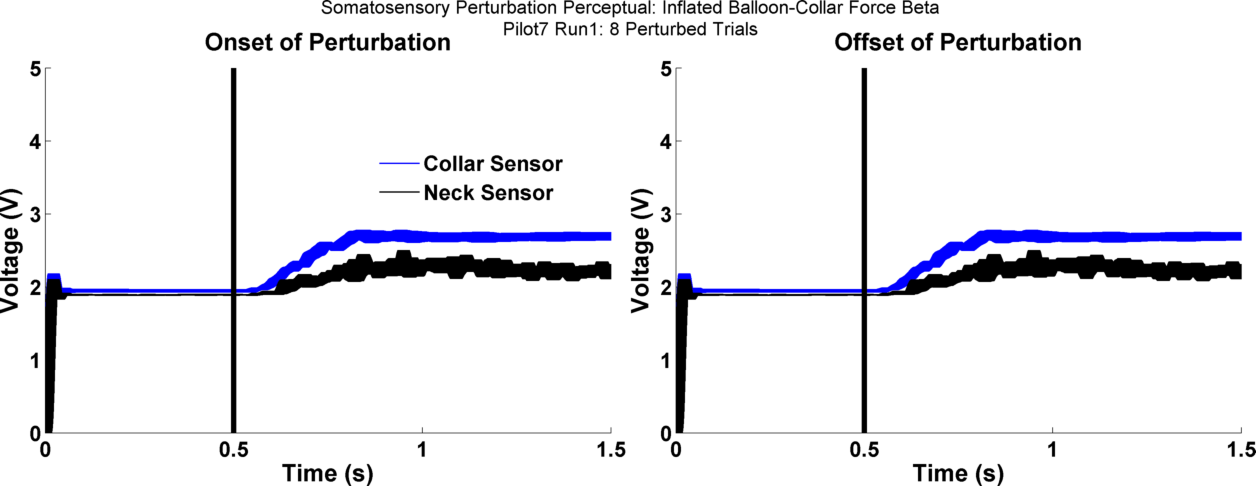 Somatosensory Perturbation Perceptual: Inflated Balloon-Collar Force Beta
Pilot7 Run1: 8 Perturbed Trials
Onset of Perturbation
5
4
3
2
1
0
Voltage (V)
Collar Sensor
Neck Sensor
0
0.5
1
1.5
Time (s)
Offset of Perturbation
5
4
3
2
1
0
Voltage (V)
0
0.5
1
1.5
Time (s)